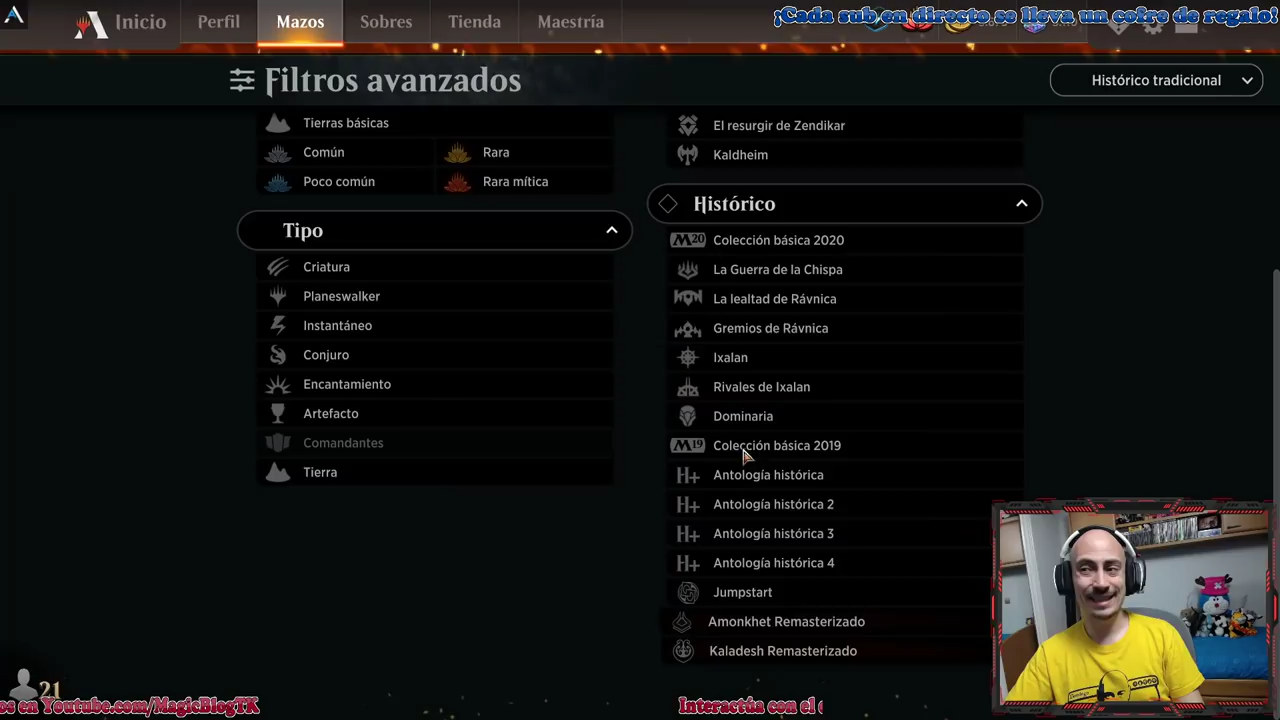 Inicio
Perfil
Mazos
Sobres
Tienda
Maestría
¡Cada sub en directo se lleva un cofre de regalo!
Filtros avanzados
Histórico tradicional
Tierras básicas
Común
Rara
Poco común
Rara mítica
Tipo
Criatura
Planeswalker
Instantáneo
Conjuro
Encantamiento
Artefacto
Comandantes
Tierra
El resurgir de Zendikar
Kaldheim
Histórico
M20 Colección básica 2020
La Guerra de la Chispa
La lealtad de Rávnica
Gremios de Rávnica
Ixalan
Rivales de Ixalan
Dominaria
M19 Colección básica 2019
H+ Antología histórica
H+ Antología histórica 2
H+ Antología histórica 3
H+ Antología histórica 4
Jumpstart
Amonkhet Remasterizado
Kaladesh Remasterizado
21
os en Youtube.com/MagicBlogTK
Interactúa con el